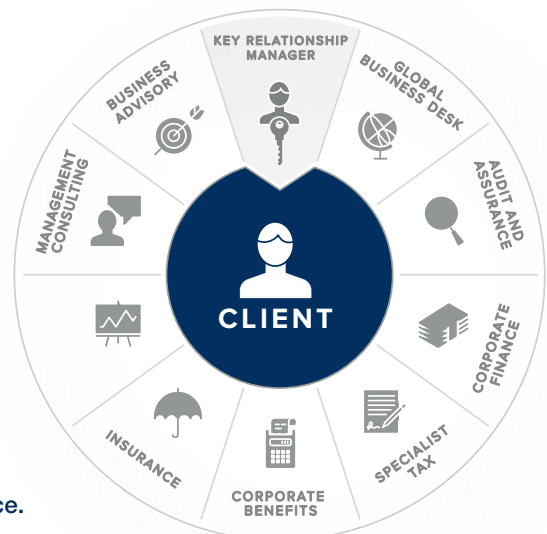 KEY RELATIONSHIP
MANAGER
GLOBAL
BUSINESS DESK
AUDIT AND
ASSURANCE
CORPORATE
FINANCE
SPECIALIST
TAX
CORPORATE
BENEFITS
INSURANCE
MANAGEMENT
CONSULTING
BUSINESS
ADVISORY
CLIENT